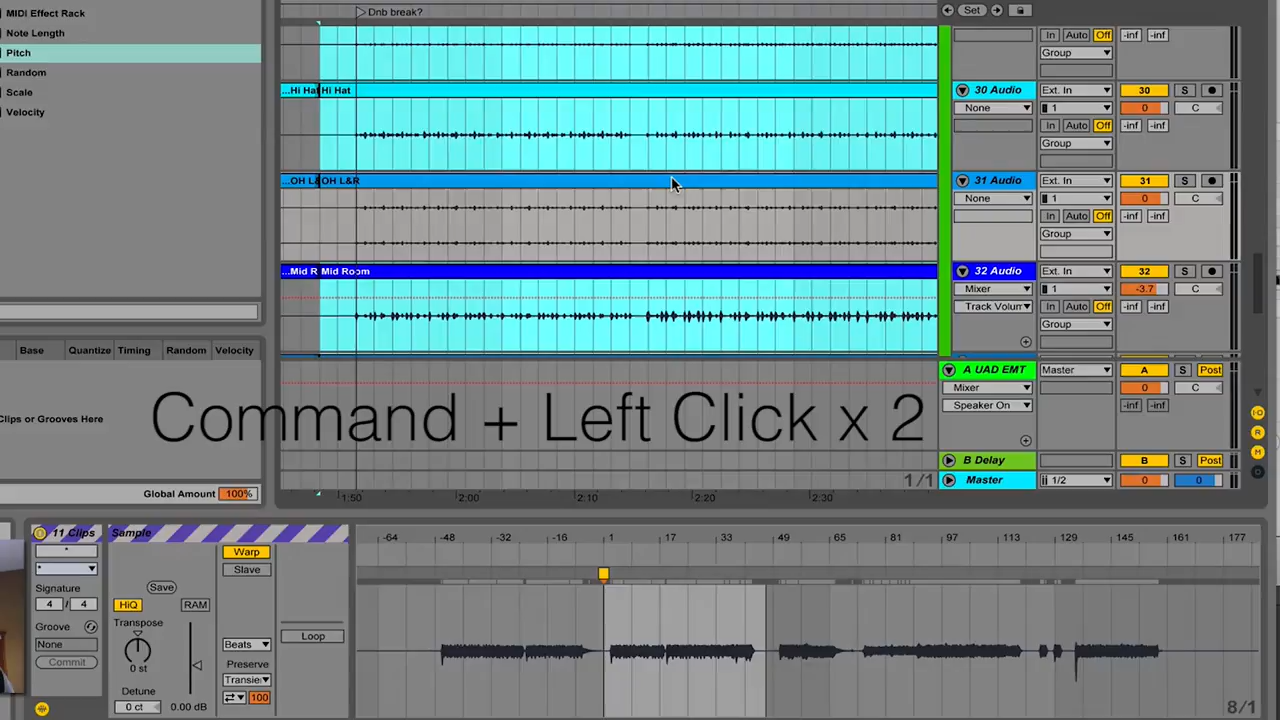 MIDI Effect Rack
Note Length
Pitch
Random
Scale
Velocity
Dnb break?
Set
In Auto Off -inf -inf
Group
...Hi Hat Hi Hat
30 Audio Ext. In 30 S
None 1 0 C
In Auto Off -inf -inf
Group
...OH L&R OH L&R
31 Audio Ext. In 31 S
None 1 0 C
In Auto Off -inf -inf
Group
...Mid R Mid Room
32 Audio Ext. In 32 S
Mixer 1 -3.7 C
Track Volum In Auto Off -inf -inf
Group
Base Quantize Timing Random Velocity
A UAD EMT Master A S Post
Mixer 0 C
Speaker On -inf -inf
Clips or Grooves Here
Command + Left Click x 2
B Delay B S Post
1/1
Master 1/2 0 0
Global Amount 100%
1:50 2:00 2:10 2:20 2:30
I·O
R
M
D
11 Clips
Sample
*
*
Signature
4 / 4
Groove
None
Commit
Save
HiQ RAM
Transpose
0 st
Detune
0 ct 0.00 dB
Warp
Slave
Beats
Preserve
Transie
100
Loop
-64 -48 -32 -16 1 17 33 49 65 81 97 113 129 145 161 177
8/1